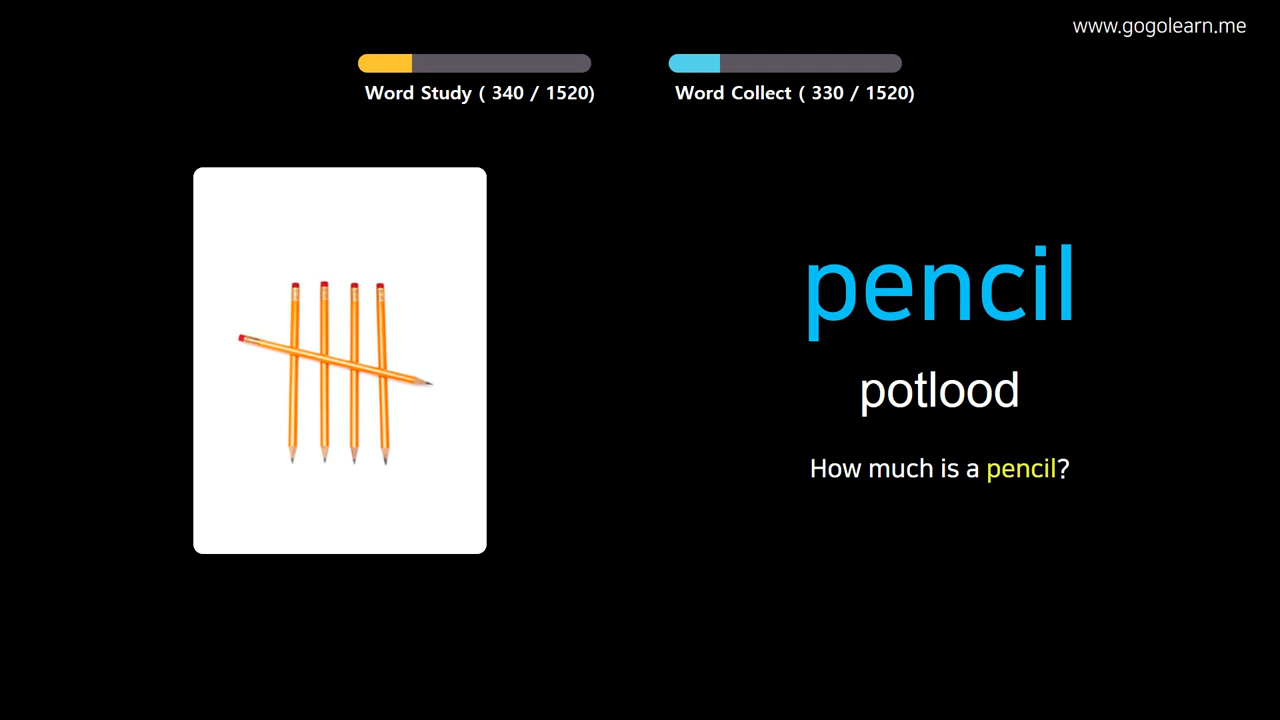 www.gogolearn.me
Word Study ( 340 / 1520)
Word Collect ( 330 / 1520)
pencil
potlood
How much is a pencil?